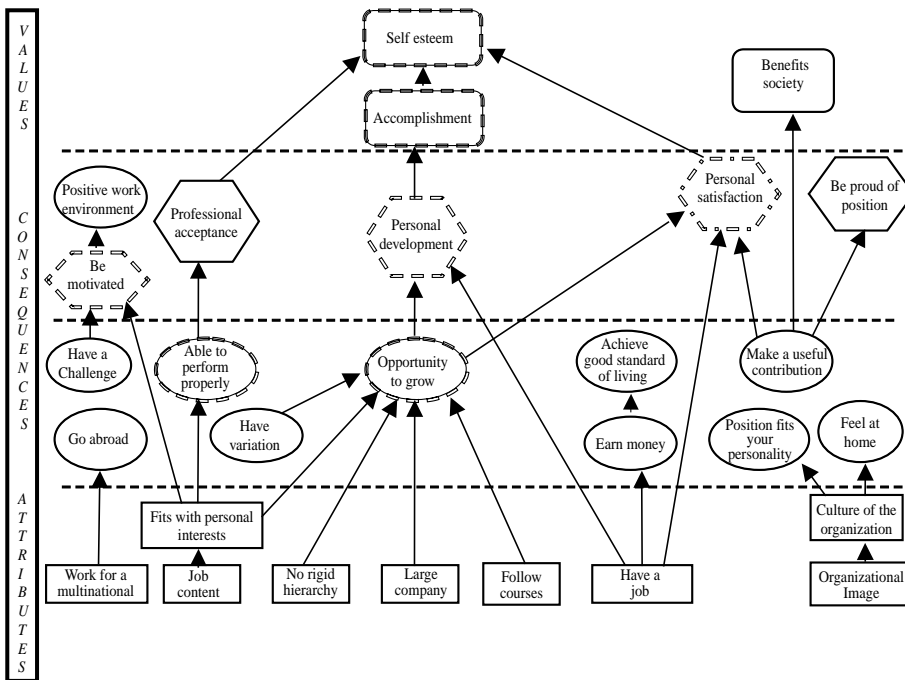 VALUES
CONSEQUENCES
ATTRIBUTES
Self esteem
Benefits
society
Accomplishment
Positive work
environment
Professional
acceptance
Personal
development
Personal
satisfaction
Be proud of
position
Be
motivated
Have a
Challenge
Able to
perform
properly
Opportunity
to grow
Achieve
good standard
of living
Make a useful
contribution
Go abroad
Have
variation
Earn money
Position fits
your
personality
Feel at
home
Fits with personal
interests
Culture of the
organization
Work for a
multinational
Job
content
No rigid
hierarchy
Large
company
Follow
courses
Have a
job
Organizational
Image